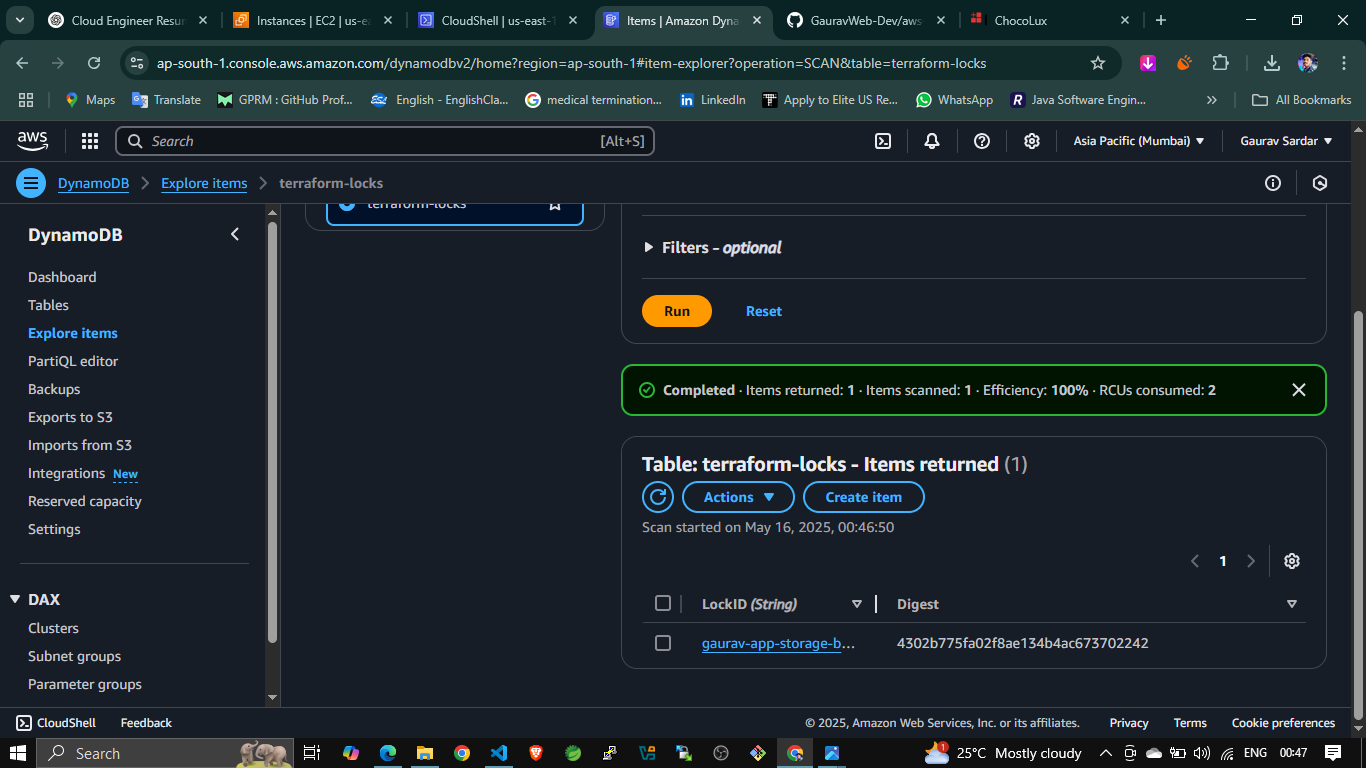 Cloud Engineer Resu
Instances | EC2 | us-ea
CloudShell | us-east-1
Items | Amazon Dyna
GauravWeb-Dev/aws
ChocoLux
ap-south-1.console.aws.amazon.com/dynamodbv2/home?region=ap-south-1#item-explorer?operation=SCAN&table=terraform-locks
Maps
Translate
GPRM : GitHub Prof...
English - EnglishCla...
medical termination...
LinkedIn
Apply to Elite US Re...
WhatsApp
Java Software Engin...
All Bookmarks
aws
Search
[Alt+S]
Asia Pacific (Mumbai)
Gaurav Sardar
DynamoDB
Explore items
terraform-locks
DynamoDB
Dashboard
Tables
Explore items
PartiQL editor
Backups
Exports to S3
Imports from S3
Integrations New
Reserved capacity
Settings
DAX
Clusters
Subnet groups
Parameter groups
terraform-locks
Filters - optional
Run
Reset
Completed · Items returned: 1 · Items scanned: 1 · Efficiency: 100% · RCUs consumed: 2
Table: terraform-locks - Items returned (1)
Actions
Create item
Scan started on May 16, 2025, 00:46:50
1
LockID (String)
Digest
gaurav-app-storage-b...
4302b775fa02f8ae134b4ac673702242
CloudShell
Feedback
© 2025, Amazon Web Services, Inc. or its affiliates.
Privacy
Terms
Cookie preferences
Search
1
25°C Mostly cloudy
ENG
00:47